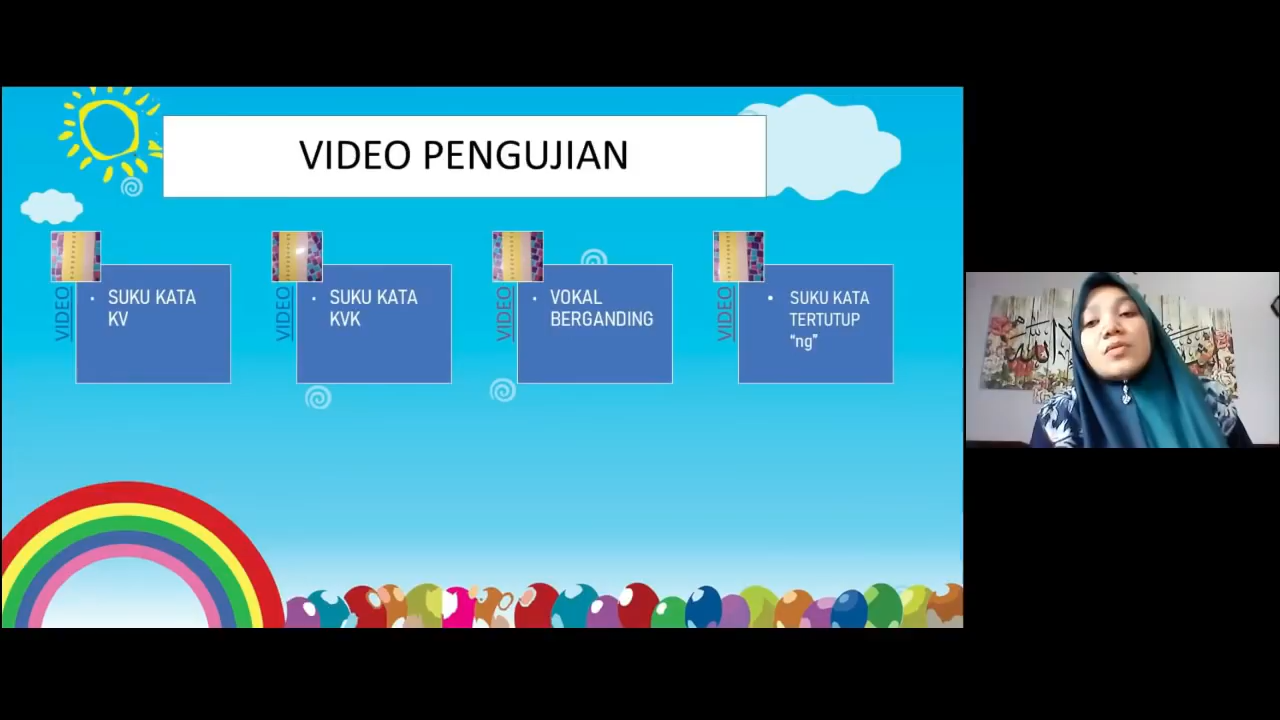 VIDEO PENGUJIAN
VIDEO
• SUKU KATA
KV
VIDEO
• SUKU KATA
KVK
VIDEO
• VOKAL
BERGANDING
VIDEO
• SUKU KATA
TERTUTUP
“ng”